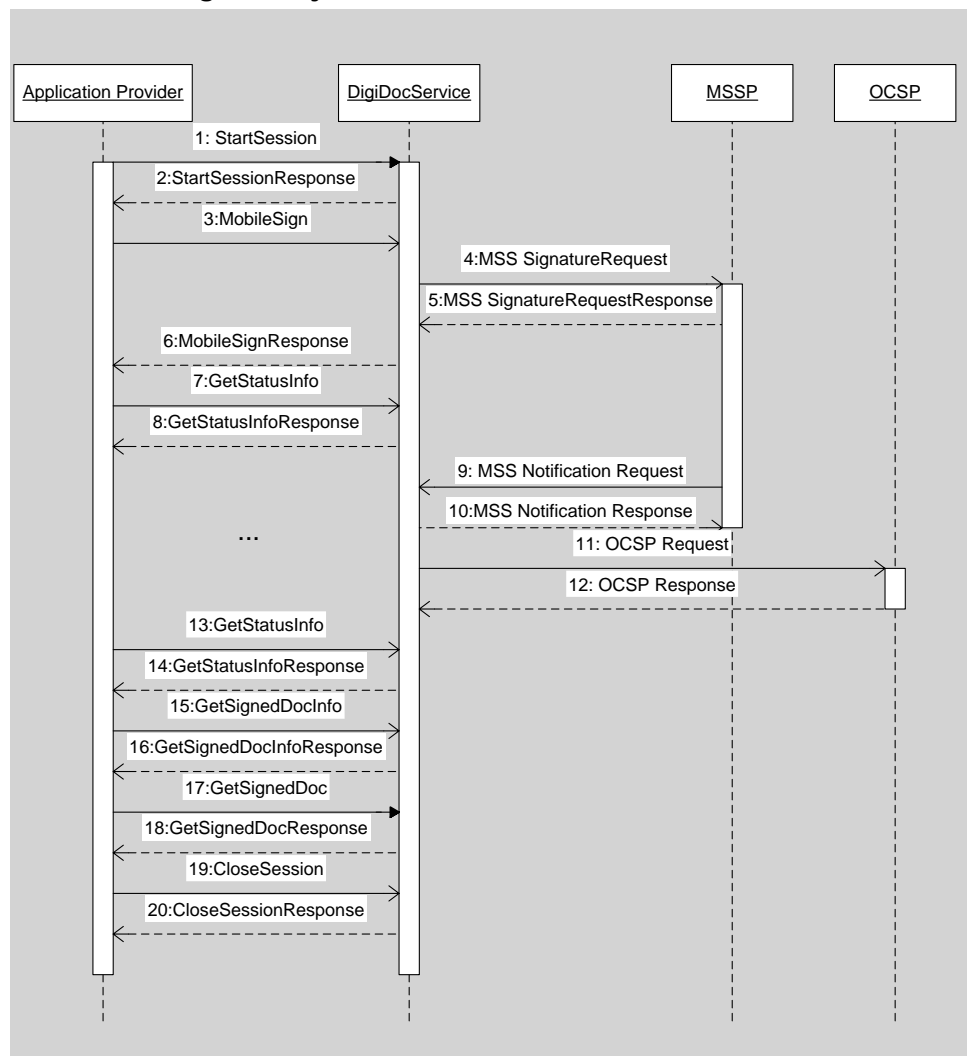 Application Provider
DigiDocService
MSSP
OCSP
1: StartSession
2:StartSessionResponse
3:MobileSign
4:MSS SignatureRequest
5:MSS SignatureRequestResponse
6:MobileSignResponse
7:GetStatusInfo
8:GetStatusInfoResponse
9: MSS Notification Request
10:MSS Notification Response
...
11: OCSP Request
12: OCSP Response
13:GetStatusInfo
14:GetStatusInfoResponse
15:GetSignedDocInfo
16:GetSignedDocInfoResponse
17:GetSignedDoc
18:GetSignedDocResponse
19:CloseSession
20:CloseSessionResponse